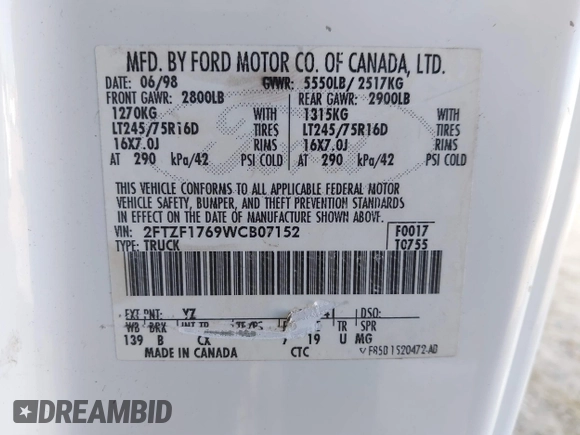 MFD. BY FORD MOTOR CO. OF CANADA, LTD.
DATE: 06/98 GVWR: 5550LB/ 2517KG
FRONT GAWR: 2800LB REAR GAWR: 2900LB
1270KG WITH 1315KG WITH
LT245/75R16D TIRES LT245/75R16D TIRES
16X7.0J RIMS 16X7.0J RIMS
AT 290 kPa/42 PSI COLD AT 290 kPa/42 PSI COLD
THIS VEHICLE CONFORMS TO ALL APPLICABLE FEDERAL MOTOR
VEHICLE SAFETY, BUMPER, AND THEFT PREVENTION STANDARDS
IN EFFECT ON THE DATE OF MANUFACTURE SHOWN ABOVE.
VIN: 2FTZF1769WCB07152 F0017
TYPE: TRUCK T0755
EXT PNT: YZ DSO:
WB BRK INT TR TR SPR
139 B CX 7 19 U MG
MADE IN CANADA CTC F85B 1520472-AD
DREAMBID